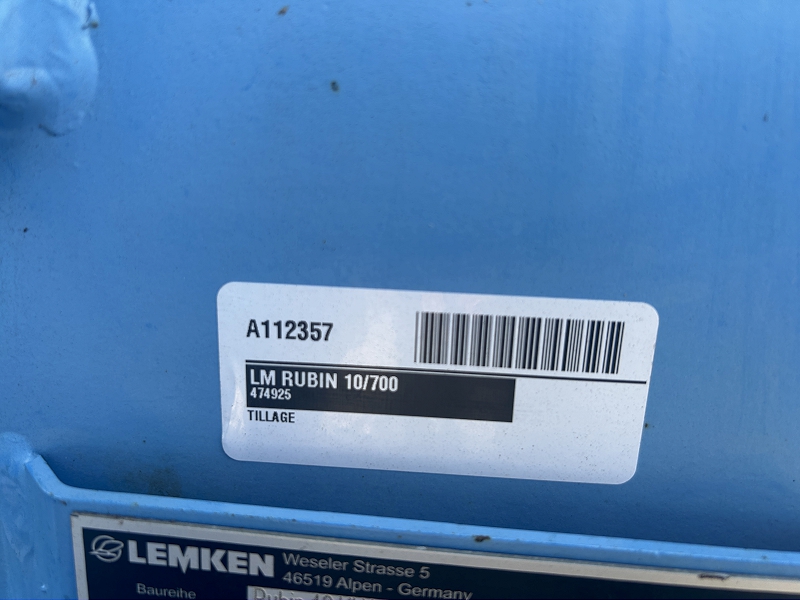 A112357
LM RUBIN 10/700
474925
TILLAGE
LEMKEN Weseler Strasse 5
46519 Alpen - Germany
Baureihe